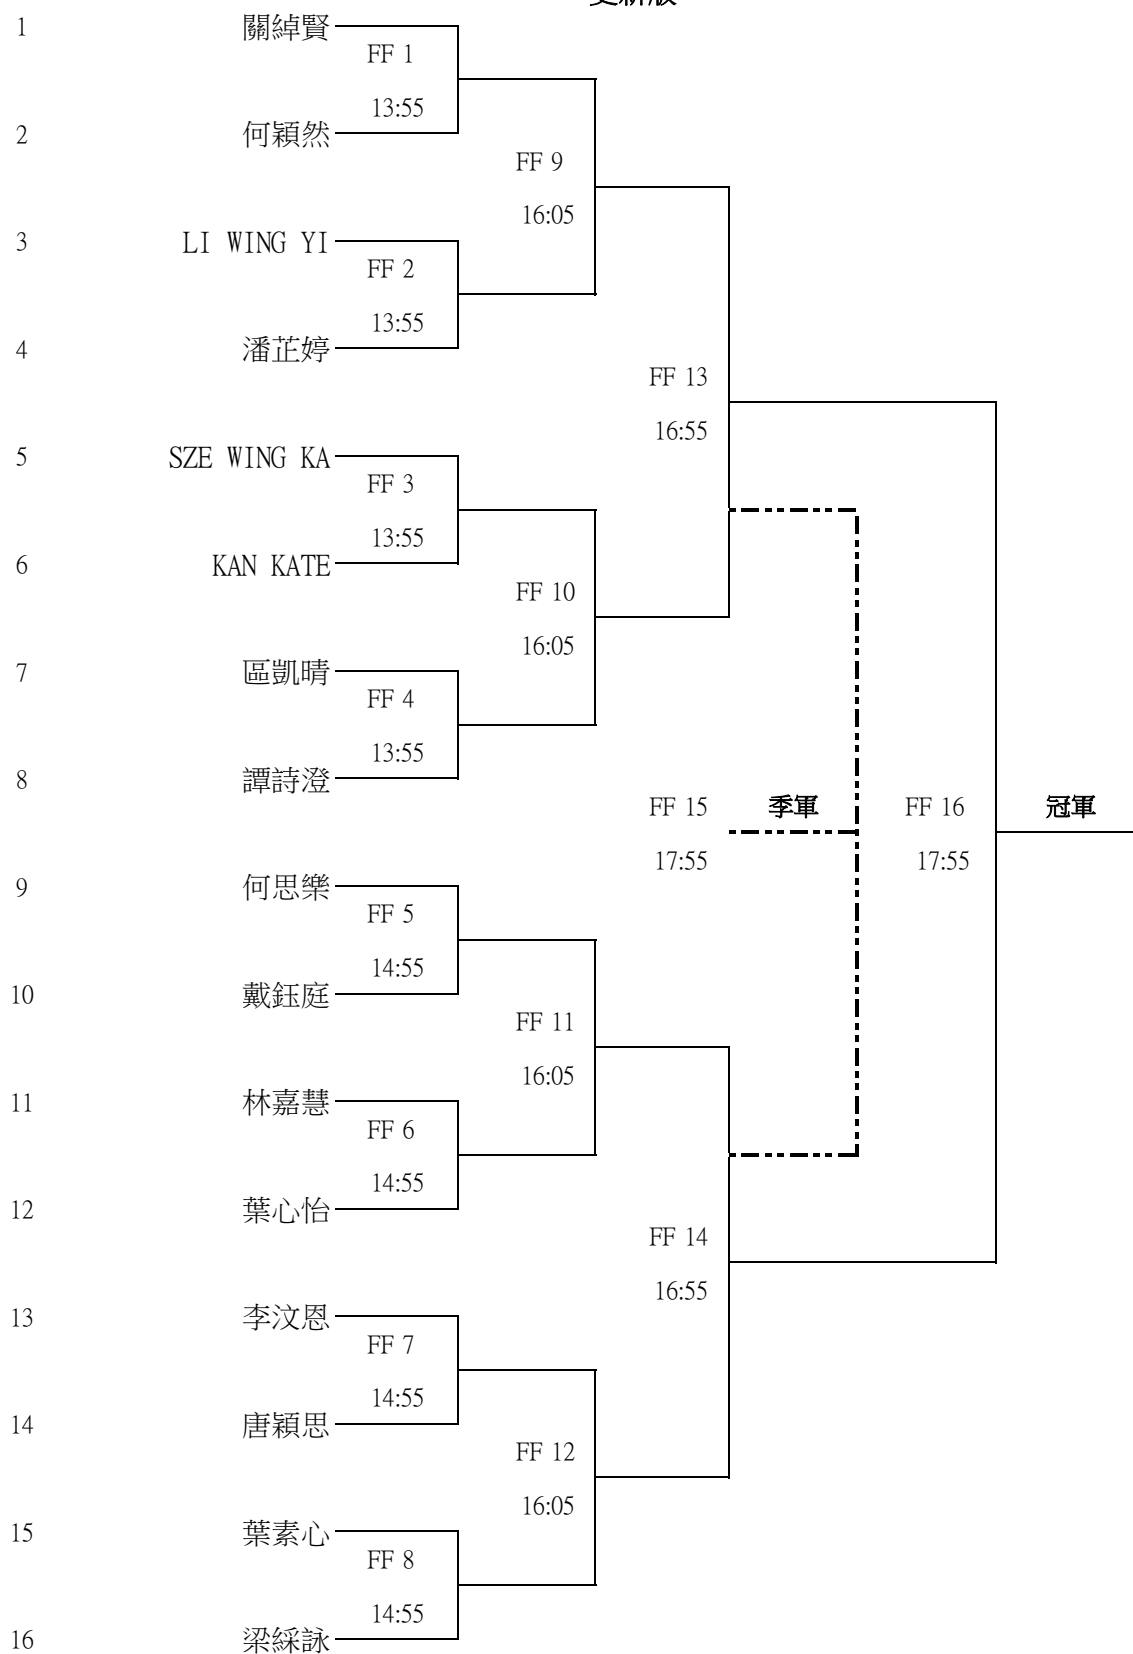 更新版
1 關綽賢
FF 1
13:55
2 何穎然
FF 9
16:05
3 LI WING YI
FF 2
13:55
4 潘芷婷
FF 13
16:55
5 SZE WING KA
FF 3
13:55
6 KAN KATE
FF 10
16:05
7 區凱晴
FF 4
13:55
8 譚詩澄
FF 15 季軍 FF 16 冠軍
17:55 17:55
9 何思樂
FF 5
14:55
10 戴鈺庭
FF 11
16:05
11 林嘉慧
FF 6
14:55
12 葉心怡
FF 14
16:55
13 李汶恩
FF 7
14:55
14 唐穎思
FF 12
16:05
15 葉素心
FF 8
14:55
16 梁綵詠